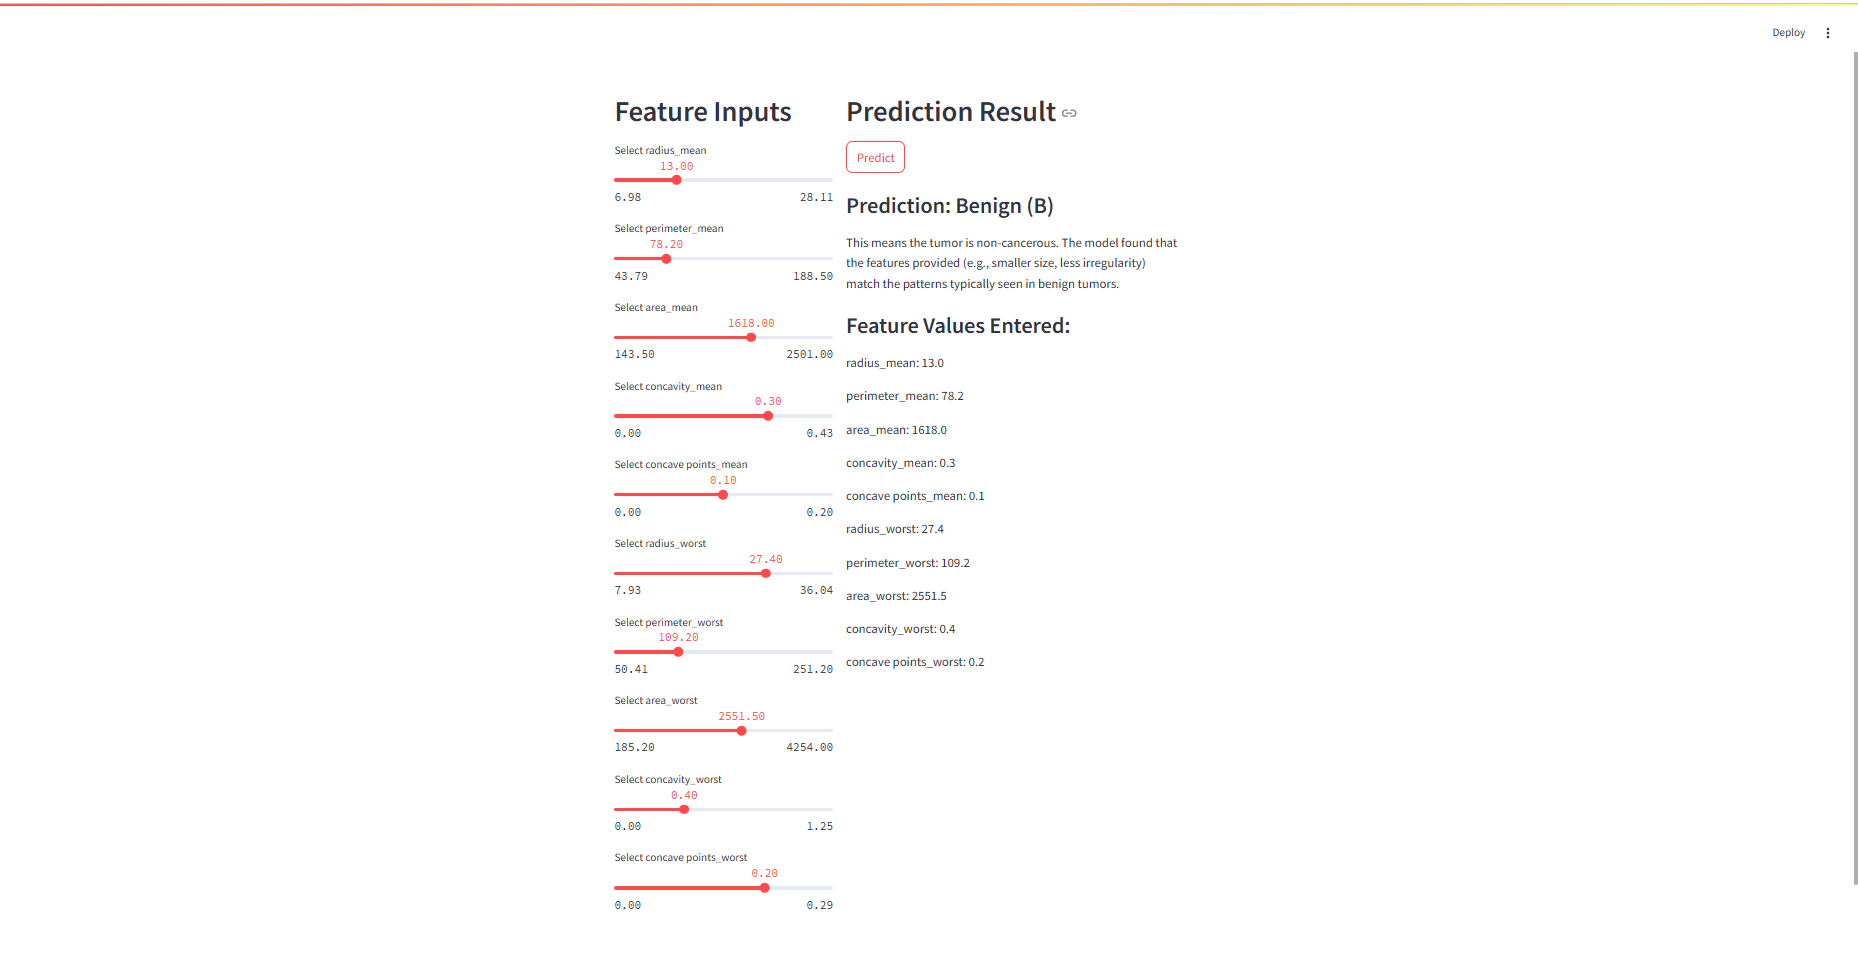 Deploy
Feature Inputs
Select radius_mean
13.00
6.98 28.11
Select perimeter_mean
78.20
43.79 188.50
Select area_mean
1618.00
143.50 2501.00
Select concavity_mean
0.30
0.00 0.43
Select concave points_mean
0.10
0.00 0.20
Select radius_worst
27.40
7.93 36.04
Select perimeter_worst
109.20
50.41 251.20
Select area_worst
2551.50
185.20 4254.00
Select concavity_worst
0.40
0.00 1.25
Select concave points_worst
0.20
0.00 0.29
Prediction Result
Predict
Prediction: Benign (B)
This means the tumor is non-cancerous. The model found that
the features provided (e.g., smaller size, less irregularity)
match the patterns typically seen in benign tumors.
Feature Values Entered:
radius_mean: 13.0
perimeter_mean: 78.2
area_mean: 1618.0
concavity_mean: 0.3
concave points_mean: 0.1
radius_worst: 27.4
perimeter_worst: 109.2
area_worst: 2551.5
concavity_worst: 0.4
concave points_worst: 0.2